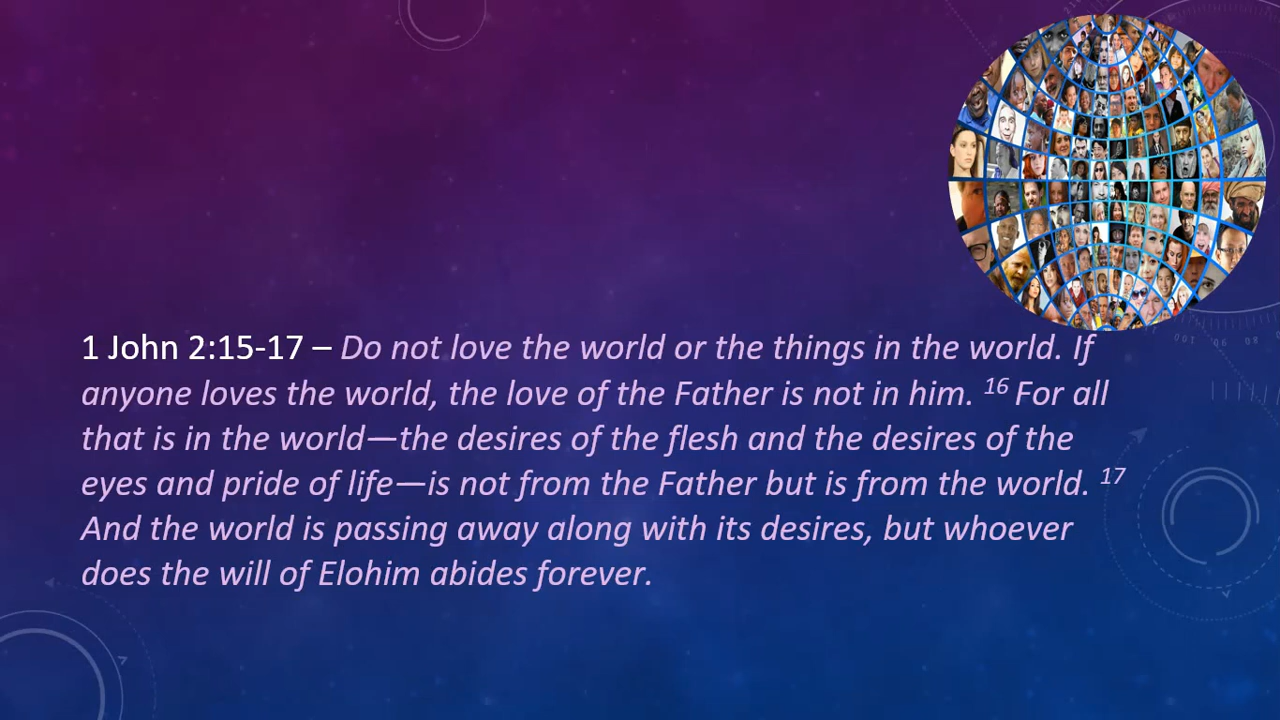 1 John 2:15-17 – Do not love the world or the things in the world. If
anyone loves the world, the love of the Father is not in him. 16 For all
that is in the world—the desires of the flesh and the desires of the
eyes and pride of life—is not from the Father but is from the world. 17
And the world is passing away along with its desires, but whoever
does the will of Elohim abides forever.